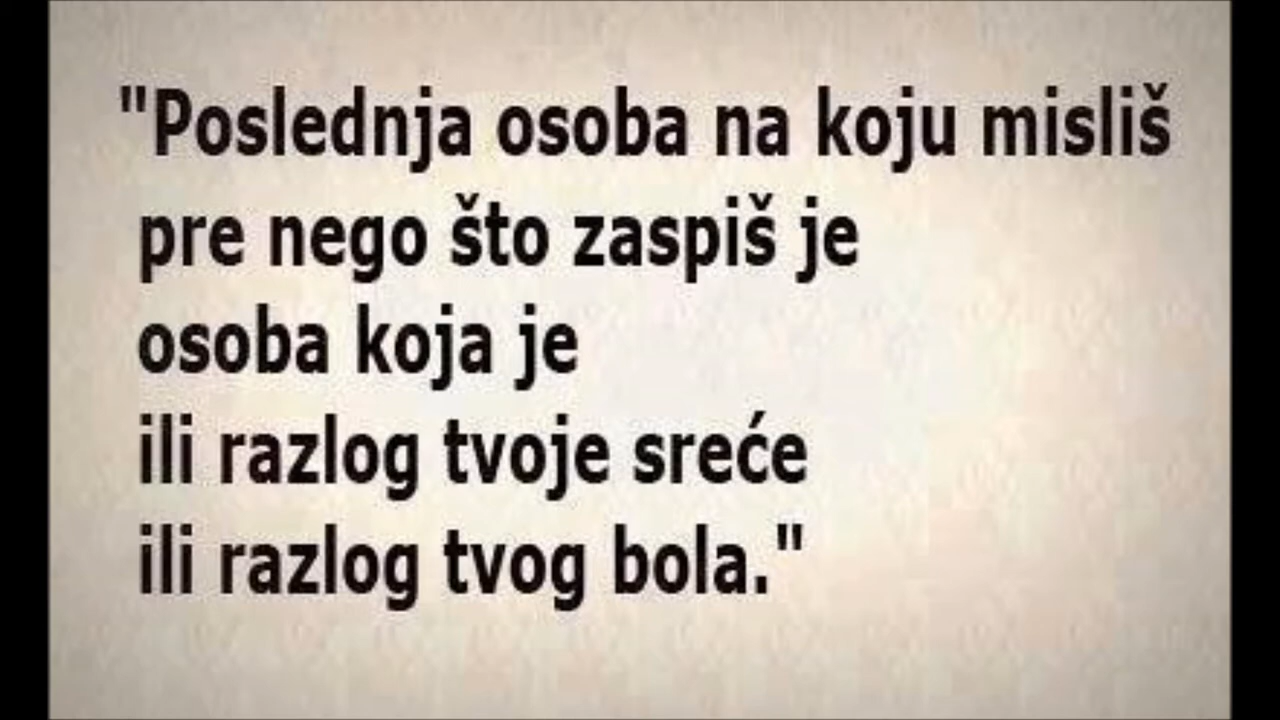 "Poslednja osoba na koju misliš
pre nego što zaspiš je
osoba koja je
ili razlog tvoje sreće
ili razlog tvog bola."